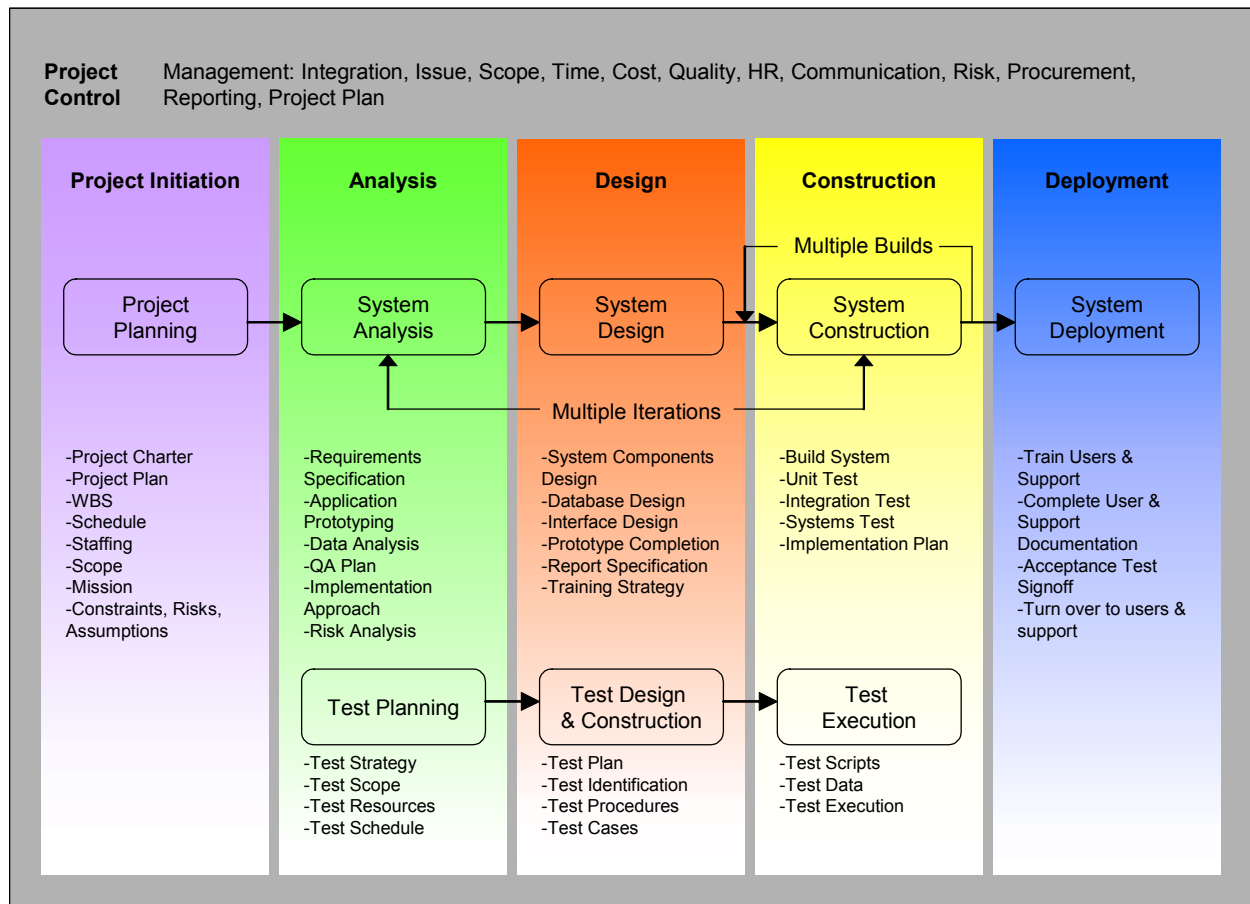 Project Management: Integration, Issue, Scope, Time, Cost, Quality, HR, Communication, Risk, Procurement,
Control Reporting, Project Plan
Project Initiation
Analysis
Design
Construction
Deployment
Multiple Builds
Project
Planning
System
Analysis
System
Design
System
Construction
System
Deployment
Multiple Iterations
-Project Charter
-Project Plan
-WBS
-Schedule
-Staffing
-Scope
-Mission
-Constraints, Risks,
Assumptions
-Requirements
Specification
-Application
Prototyping
-Data Analysis
-QA Plan
-Implementation
Approach
-Risk Analysis
-System Components
Design
-Database Design
-Interface Design
-Prototype Completion
-Report Specification
-Training Strategy
-Build System
-Unit Test
-Integration Test
-Systems Test
-Implementation Plan
-Train Users &
Support
-Complete User &
Support
Documentation
-Acceptance Test
Signoff
-Turn over to users &
support
Test Planning
Test Design
& Construction
Test
Execution
-Test Strategy
-Test Scope
-Test Resources
-Test Schedule
-Test Plan
-Test Identification
-Test Procedures
-Test Cases
-Test Scripts
-Test Data
-Test Execution